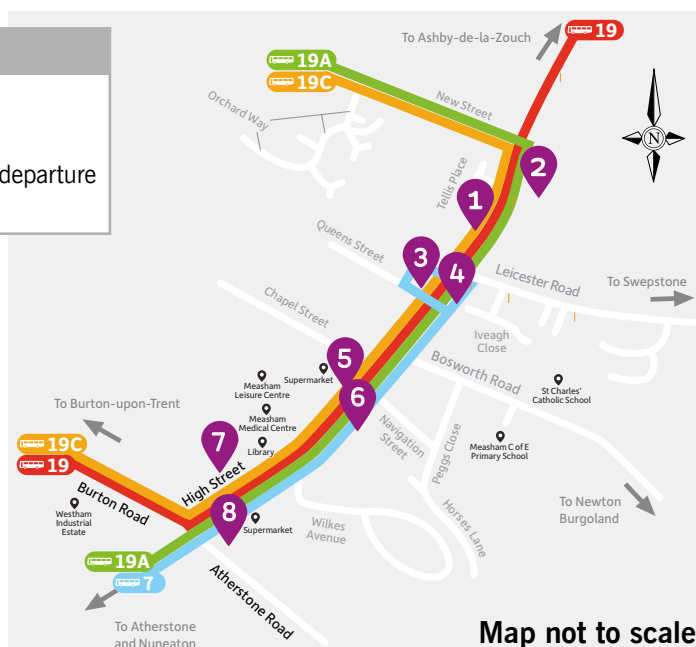 To Ashby-de-la-Zouch
19
19A
19C
New Street
Orchard Way
departure
Tellis Place
N
2
1
Queens Street
3
4
Leicester Road
To Swepstone
Chapel Street
Iveagh
Close
5
Supermarket
Bosworth Road
Measham
Leisure Centre
St Charles'
Catholic School
6
To Burton-upon-Trent
Measham
Medical Centre
Navigation
Street
Peggs Close
Measham C of E
Primary School
7
Library
19C
19
High Street
Burton Road
8
Supermarket
Westham
Industrial
Estate
Wilkes
Avenue
Horses Lane
To Newton
Burgoland
19A
7
Atherstone Road
To Atherstone
and Nuneaton
Map not to scale